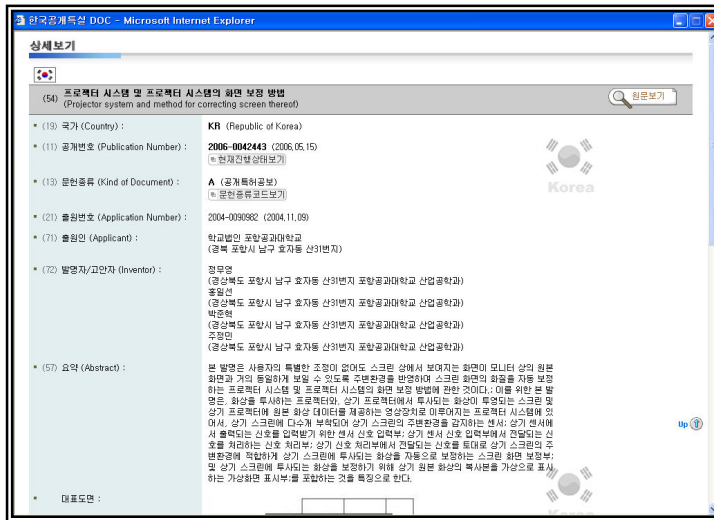 한국공개특실 DOC - Microsoft Internet Explorer
상세보기
(54) 프로젝터 시스템 및 프로젝터 시스템의 화면 보정 방법
(Projector system and method for correcting screen thereof)
원문보기
(19) 국가 (Country) : KR (Republic of Korea)
(11) 공개번호 (Publication Number) : 2006-0042443 (2006.05.15)
현재진행상태보기
(13) 문헌종류 (Kind of Document) : A (공개특허공보)
문헌종류코드보기
Korea
(21) 출원번호 (Application Number) : 2004-0090982 (2004.11.09)
(71) 출원인 (Applicant) : 학교법인 포항공과대학교
(경북 포항시 남구 효자동 산31번지)
(72) 발명자/고안자 (Inventor) : 정무영
(경상북도 포항시 남구 효자동 산31번지 포항공과대학교 산업공학과)
홍일선
(경상북도 포항시 남구 효자동 산31번지 포항공과대학교 산업공학과)
박준혁
(경상북도 포항시 남구 효자동 산31번지 포항공과대학교 산업공학과)
주정민
(경상북도 포항시 남구 효자동 산31번지 포항공과대학교 산업공학과)
(57) 요약 (Abstract) : 본 발명은 사용자의 특별한 조정이 없어도 스크린 상에서 보여지는 화면이 모니터 상의 원본
화면과 거의 동일하게 보일 수 있도록 주변환경을 반영하며 스크린 화면의 화질을 자동 보정
하는 프로젝터 시스템 및 프로젝터 시스템의 화면 보정 방법에 관한 것이다.; 이를 위한 본 발
명은, 화상을 투사하는 프로젝터와, 상기 프로젝터에서 투사되는 화상이 투영되는 스크린 및
상기 프로젝터에 원본 화상 데이터를 제공하는 영상장치로 이루어지는 프로젝터 시스템에 있
어서, 상기 스크린에 다수개 부착되어 상기 스크린의 주변환경을 감지하는 센서; 상기 센서에
서 출력되는 신호를 입력받기 위한 센서 신호 입력부; 상기 센서 신호 입력부에서 전달되는 신
호를 처리하는 신호 처리부; 상기 신호 처리부에서 전달되는 신호를 토대로 상기 스크린의 주
변환경에 적합하게 상기 스크린에 투사되는 화상을 자동으로 보정하는 스크린 화면 보정부;
및 상기 스크린에 투사되는 화상을 보정하기 위해 상기 원본 화상의 복사본을 가상으로 표시
하는 가상화면 표시부;를 포함하는 것을 특징으로 한다.
Up
대표도면 :
Korea